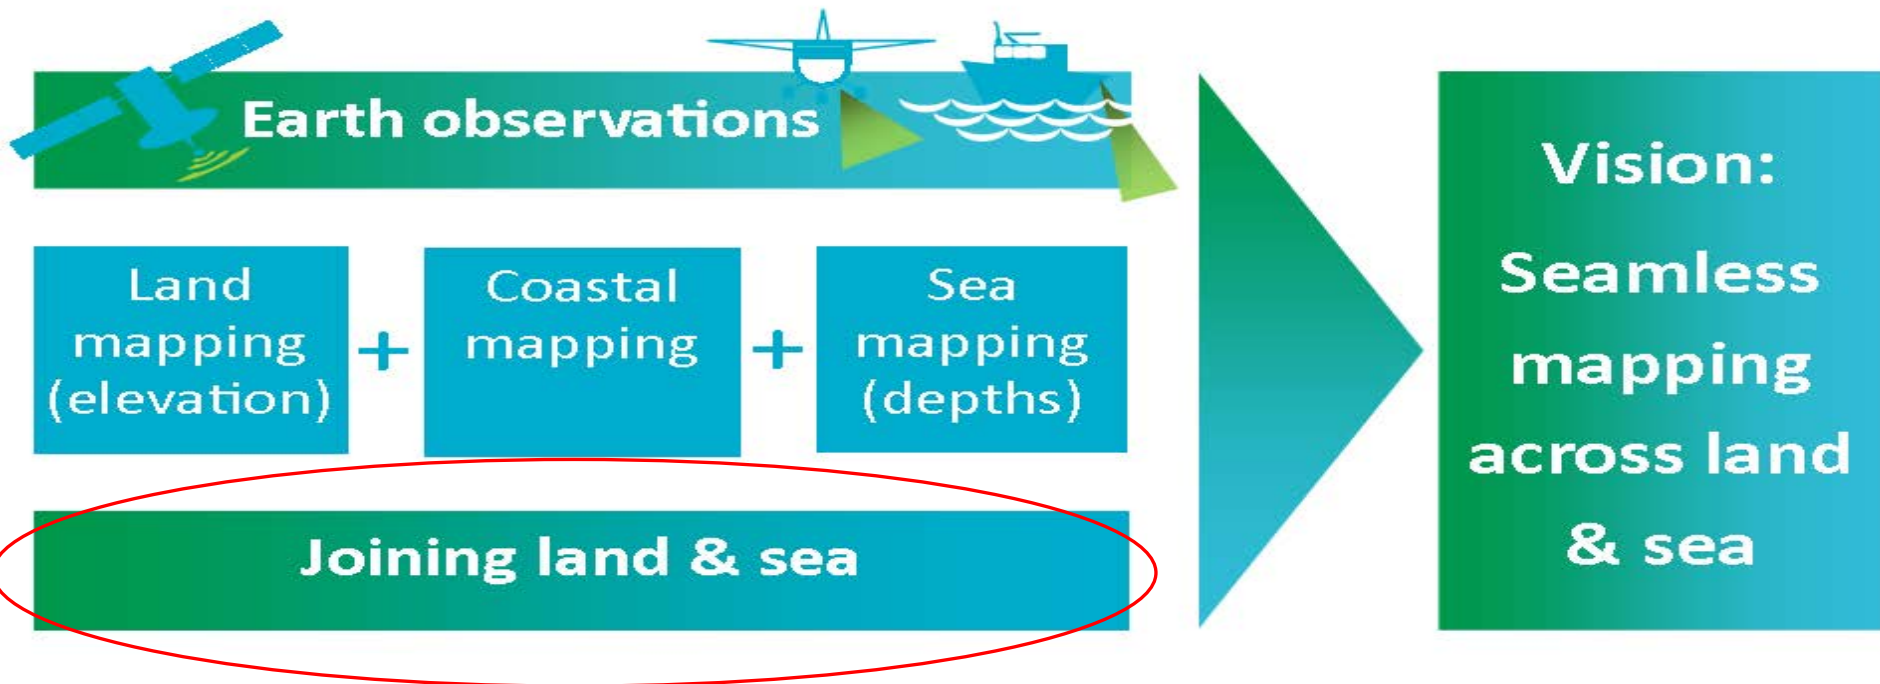 Earth observations
Land
mapping
(elevation)
+
Coastal
mapping
+
Sea
mapping
(depths)
Joining land & sea
Vision:
Seamless
mapping
across land
& sea